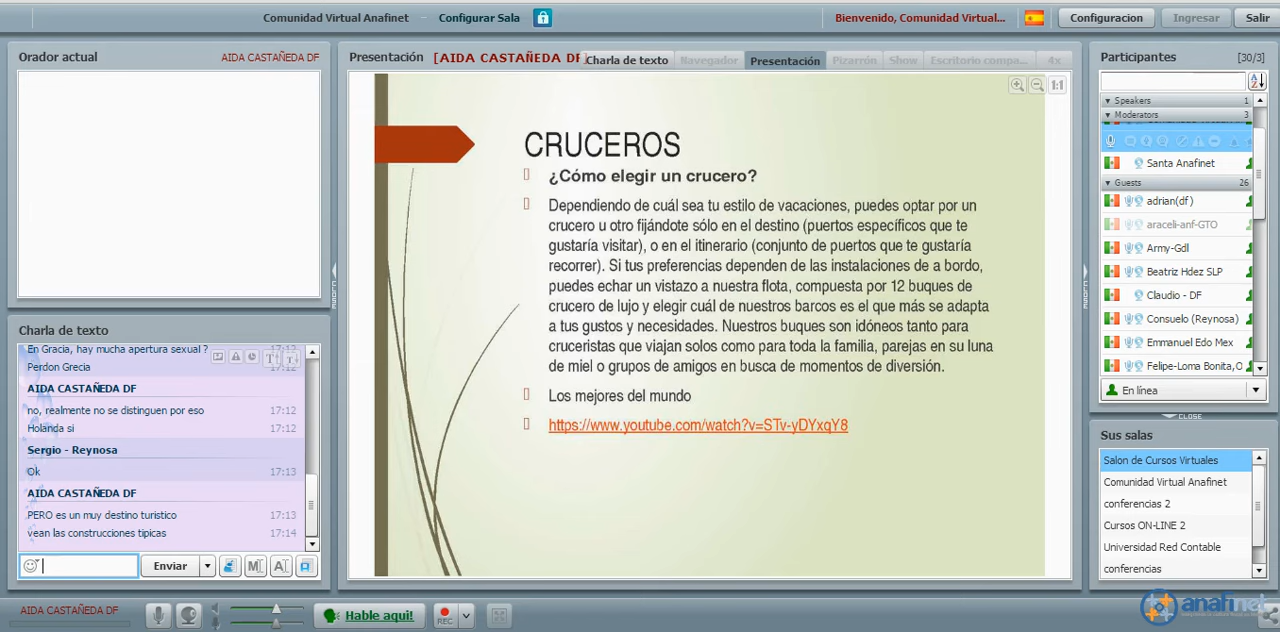 Comunidad Virtual Anafinet
Configurar Sala
Bienvenido, Comunidad Virtual...
Configuracion
Ingresar
Salir
Orador actual
AIDA CASTAÑEDA DF
Presentación
[AIDA CASTAÑEDA DF
Charla de texto
Navegador
Presentación
Pizarrón
Show
Escritorio compa...
4x
1:1
CRUCEROS
¿Cómo elegir un crucero?
Dependiendo de cuál sea tu estilo de vacaciones, puedes optar por un
crucero u otro fijándote sólo en el destino (puertos específicos que te
gustaría visitar), o en el itinerario (conjunto de puertos que te gustaría
recorrer). Si tus preferencias dependen de las instalaciones de a bordo,
puedes echar un vistazo a nuestra flota, compuesta por 12 buques de
crucero de lujo y elegir cuál de nuestros barcos es el que más se adapta
a tus gustos y necesidades. Nuestros buques son idóneos tanto para
cruceristas que viajan solos como para toda la familia, parejas en su luna
de miel o grupos de amigos en busca de momentos de diversión.
Los mejores del mundo
https://www.youtube.com/watch?v=STv-yDYxqY8
Charla de texto
En Gracia, hay mucha apertura sexual ? 17:12
Perdon Grecia 17:12
AIDA CASTAÑEDA DF
no, realmente no se distinguen por eso 17:12
Holanda si 17:12
Sergio - Reynosa
Ok 17:13
AIDA CASTAÑEDA DF
PERO es un muy destino turistico 17:13
vean las construcciones tipicas 17:14
Enviar
Participantes
[30/3]
Speakers 1
Moderators 3
Santa Anafinet
Guests 26
adrian(df)
araceli-anf-GTO
Army-Gdl
Beatriz Hdez SLP
Claudio - DF
Consuelo (Reynosa)
Emmanuel Edo Mex
Felipe-Loma Bonita,O
En línea
CLOSE
Sus salas
Salon de Cursos Virtuales
Comunidad Virtual Anafinet
conferencias 2
Cursos ON-LINE 2
Universidad Red Contable
conferencias
AIDA CASTAÑEDA DF
Hable aqui!
REC
anafinet